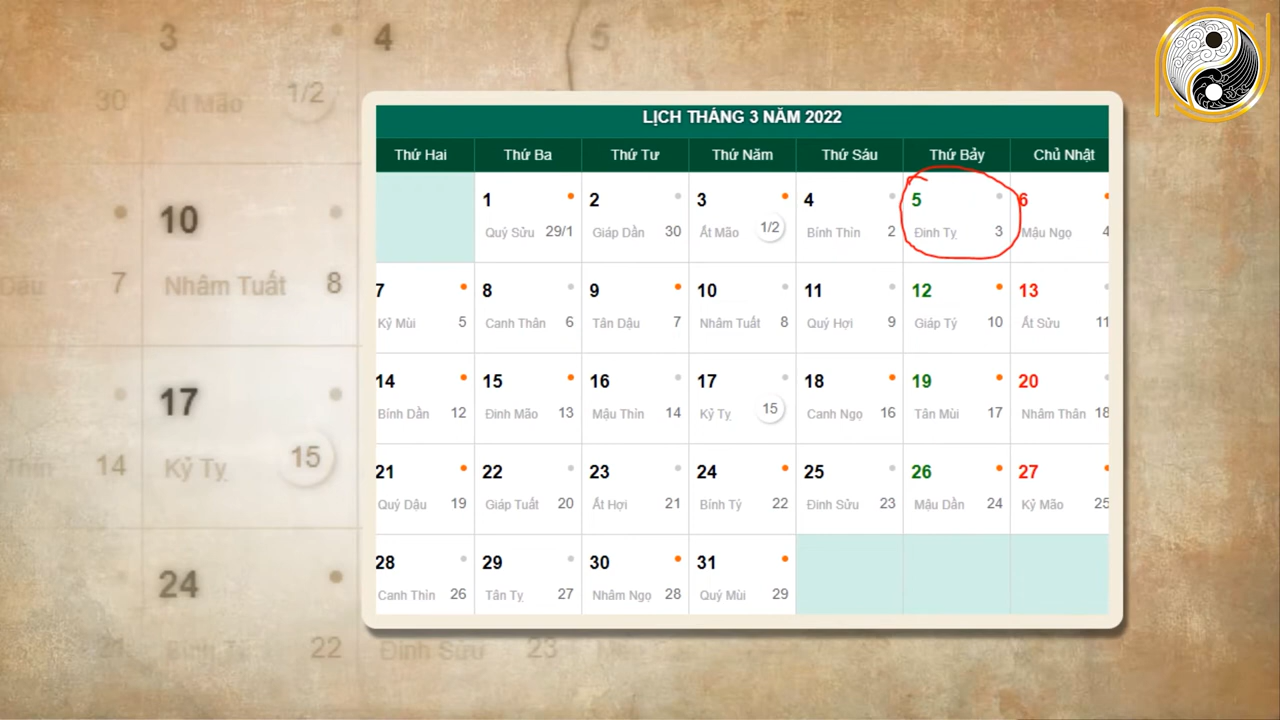 3
4
5
30
Ất Mão
1/2
10
7
Nhâm Tuất
8
17
14
Kỷ Tỵ
15
24
22
Đinh Sửu
23
LỊCH THÁNG 3 NĂM 2022
Thứ Hai Thứ Ba Thứ Tư Thứ Năm Thứ Sáu Thứ Bảy Chủ Nhật
1 2 3 4 5 6
Quý Sửu 29/1 Giáp Dần 30 Ất Mão 1/2 Bính Thìn 2 Đinh Tỵ 3 Mậu Ngọ 4
7 8 9 10 11 12 13
Kỷ Mùi 5 Canh Thân 6 Tân Dậu 7 Nhâm Tuất 8 Quý Hợi 9 Giáp Tý 10 Ất Sửu 11
14 15 16 17 18 19 20
Bính Dần 12 Đinh Mão 13 Mậu Thìn 14 Kỷ Tỵ 15 Canh Ngọ 16 Tân Mùi 17 Nhâm Thân 18
21 22 23 24 25 26 27
Quý Dậu 19 Giáp Tuất 20 Ất Hợi 21 Bính Tý 22 Đinh Sửu 23 Mậu Dần 24 Kỷ Mão 25
28 29 30 31
Canh Thìn 26 Tân Tỵ 27 Nhâm Ngọ 28 Quý Mùi 29